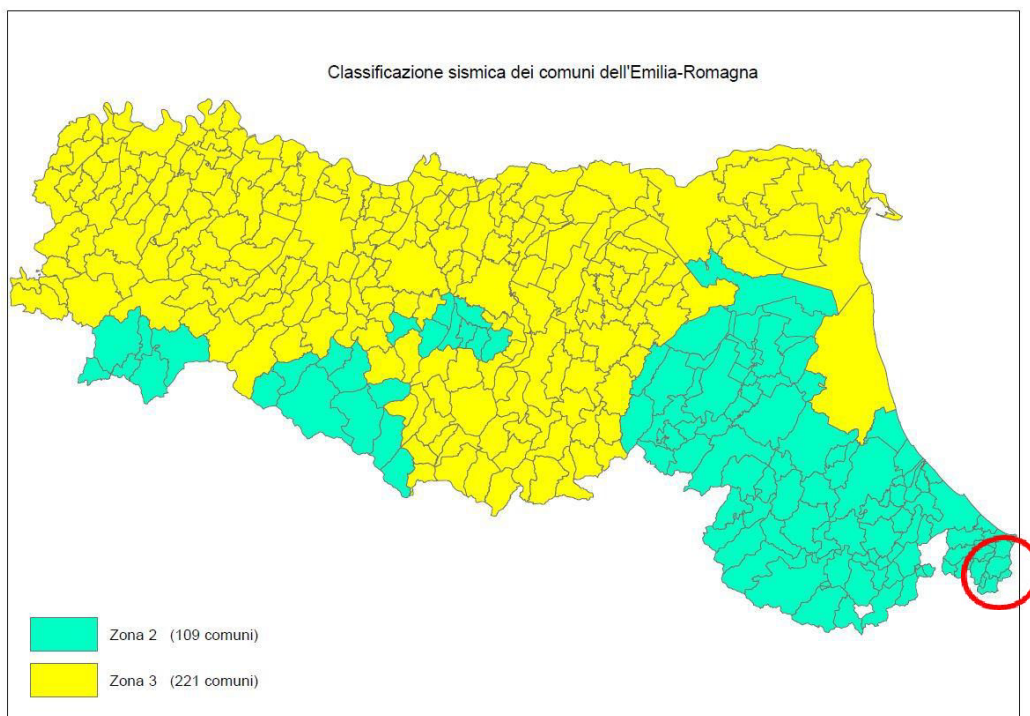 Classificazione sismica dei comuni dell'Emilia-Romagna
Zona 2 (109 comuni)
Zona 3 (221 comuni)